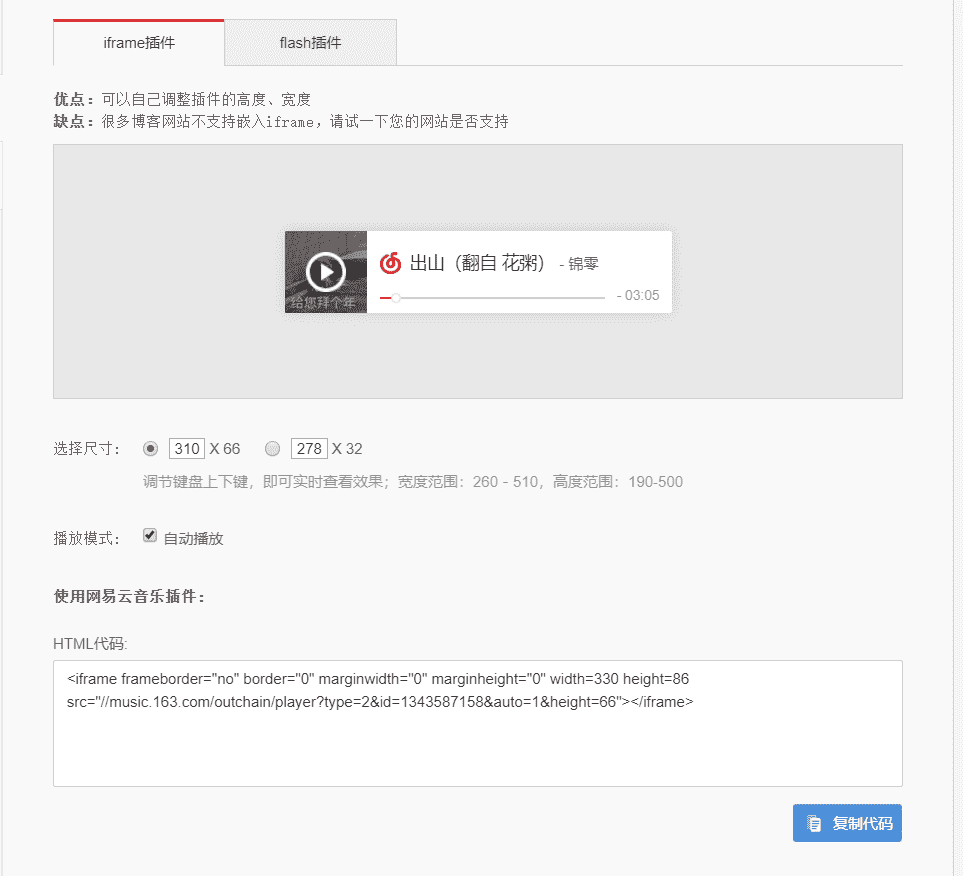 iframe插件
flash插件
优点：可以自己调整插件的高度、宽度
缺点：很多博客网站不支持嵌入iframe，请试一下您的网站是否支持
给您拜个年
出山（翻自 花粥） - 锦零
- 03:05
选择尺寸： 310 X 66 278 X 32
调节键盘上下键，即可实时查看效果；宽度范围：260 - 510，高度范围：190-500
播放模式： 自动播放
使用网易云音乐插件：
HTML代码:
<iframe frameborder="no" border="0" marginwidth="0" marginheight="0" width=330 height=86
src="//music.163.com/outchain/player?type=2&id=1343587158&auto=1&height=66"></iframe>
复制代码